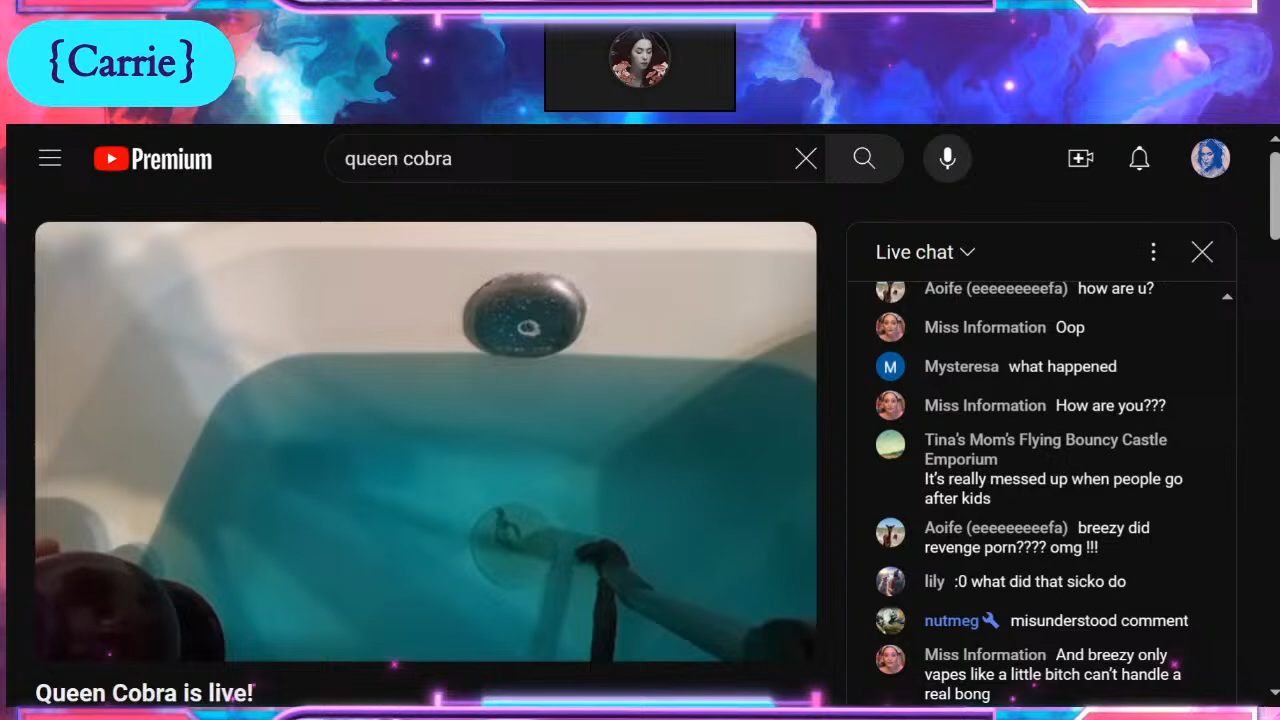 {Carrie}
Premium
queen cobra
Live chat
Aoife (eeeeeeeeefa) how are u?
Miss Information Oop
M
Mysteresa what happened
Miss Information How are you???
Tina's Mom's Flying Bouncy Castle
Emporium
It's really messed up when people go
after kids
Aoife (eeeeeeeeefa) breezy did
revenge porn???? omg !!!
lily :0 what did that sicko do
nutmeg misunderstood comment
Miss Information And breezy only
vapes like a little bitch can't handle a
real bong
Queen Cobra is live!